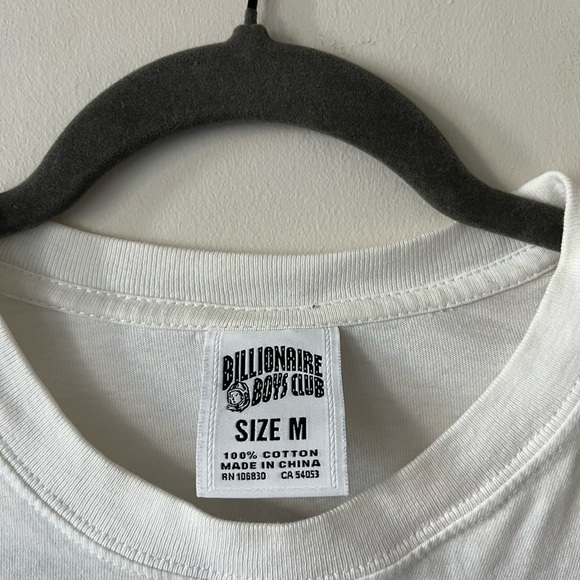 BILLIONAIRE
BOYS CLUB
SIZE M
100% COTTON
MADE IN CHINA
RN 106830 CA 54053